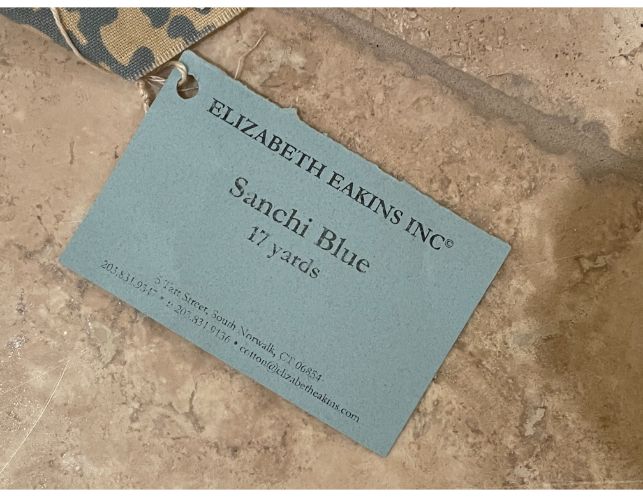 ELIZABETH EAKINS INC©
Sanchi Blue
17 yards
5 Taft Street, South Norwalk, CT 06854
203.831.9347 * f: 203.831.9136 • cotton@elizabetheakins.com